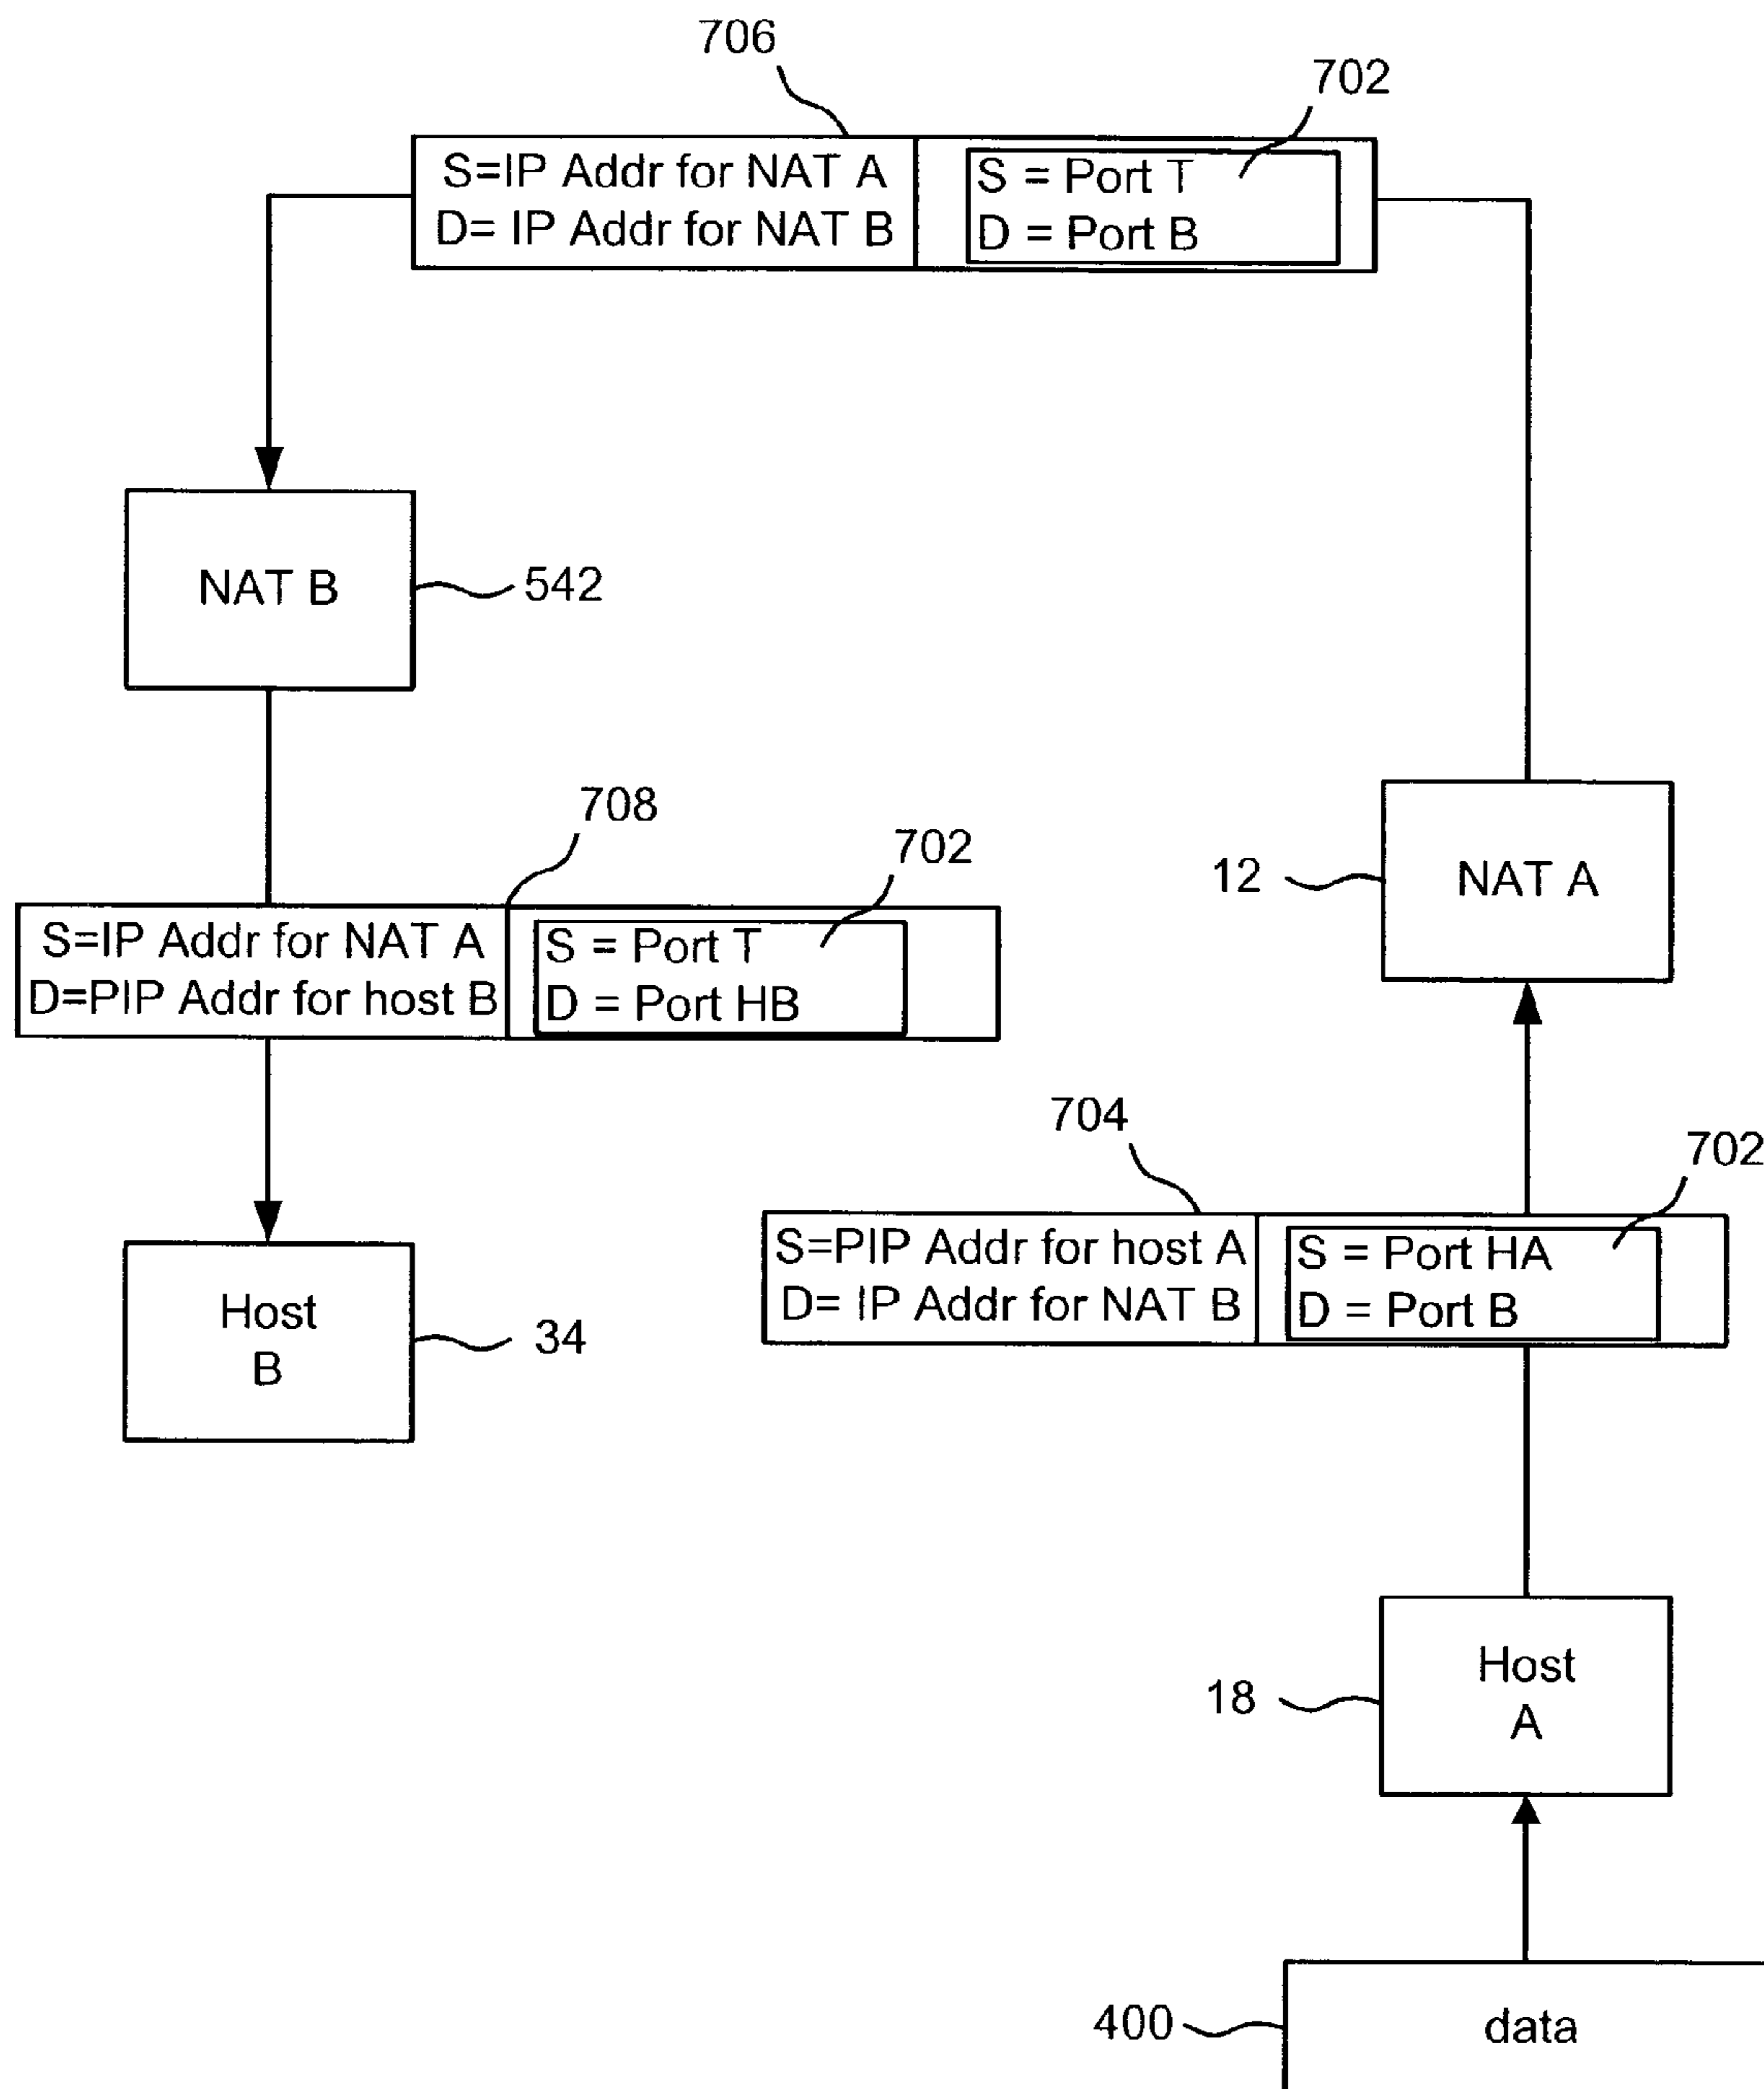 706
702
S=IP Addr for NAT A
D= IP Addr for NAT B
S = Port T
D = Port B
NAT B
542
708
702
12
NAT A
S=IP Addr for NAT A
D=PIP Addr for host B
S = Port T
D = Port HB
704
702
S=PIP Addr for host A
D= IP Addr for NAT B
S = Port HA
D = Port B
Host
B
34
18
Host
A
400
data